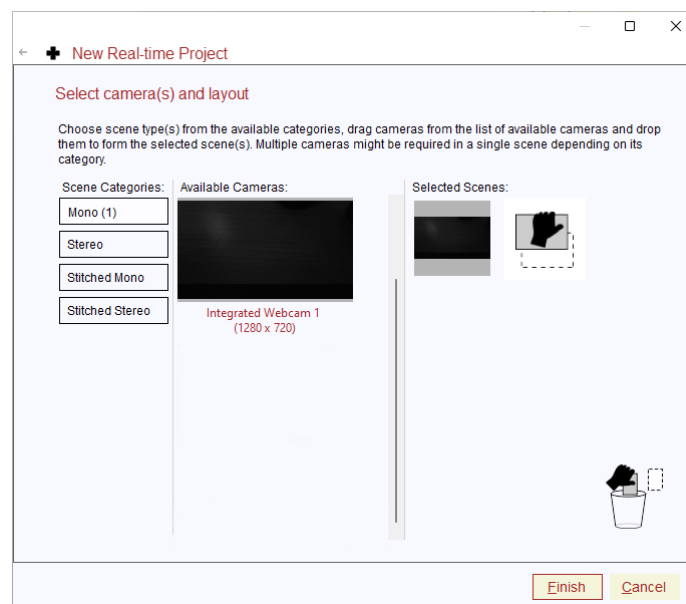 New Real-time Project
Select camera(s) and layout
Choose scene type(s) from the available categories, drag cameras from the list of available cameras and drop
them to form the selected scene(s). Multiple cameras might be required in a single scene depending on its
category.
Scene Categories:
Available Cameras:
Selected Scenes:
Mono (1)
Stereo
Stitched Mono
Stitched Stereo
Integrated Webcam 1
(1280 x 720)
Finish
Cancel